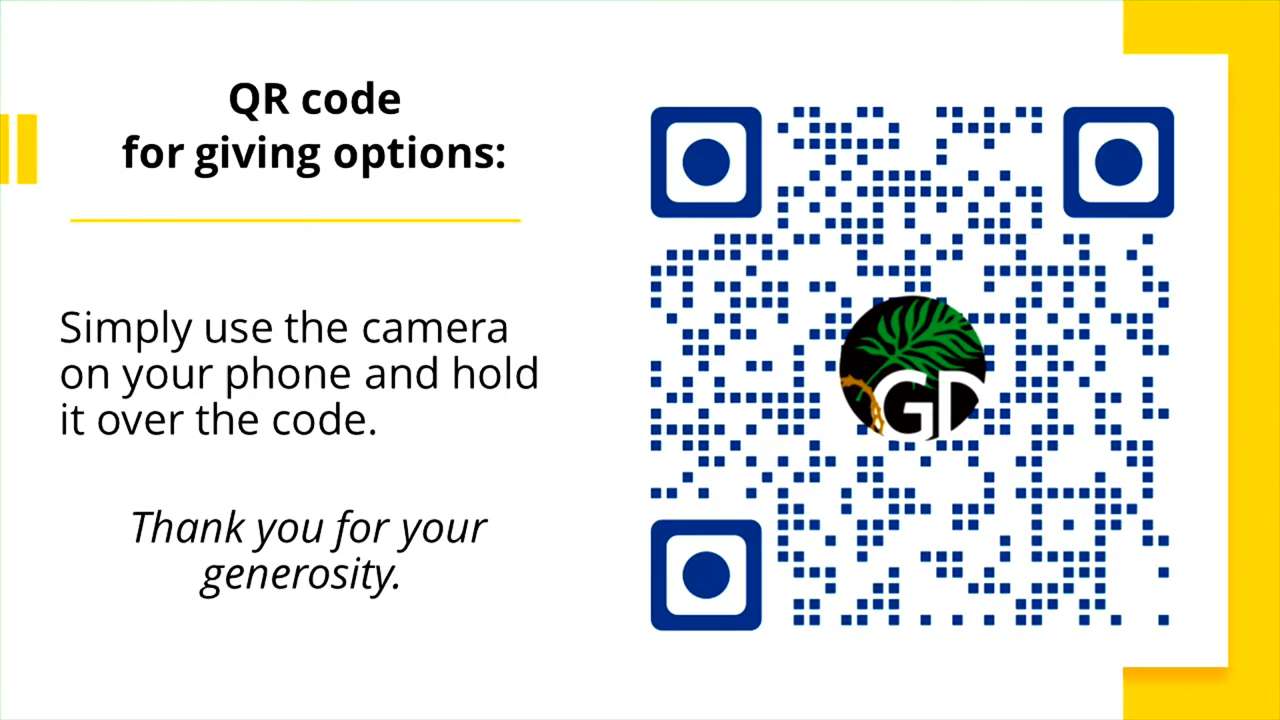 QR code
for giving options:
Simply use the camera
on your phone and hold
it over the code.
Thank you for your
generosity.
GD